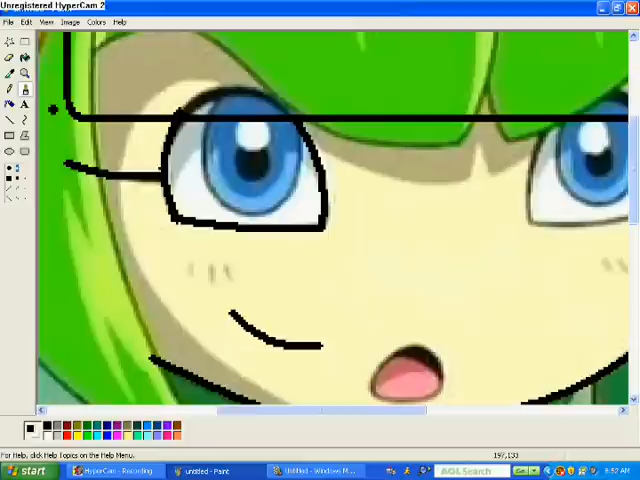 Unregistered HyperCam 2
File Edit View Image Colors Help
A
For Help, click Help Topics on the Help Menu.
197,133
start
HyperCam - Recording
untitled - Paint
Untitled - Windows M...
AOL Search
Go
9:52 AM